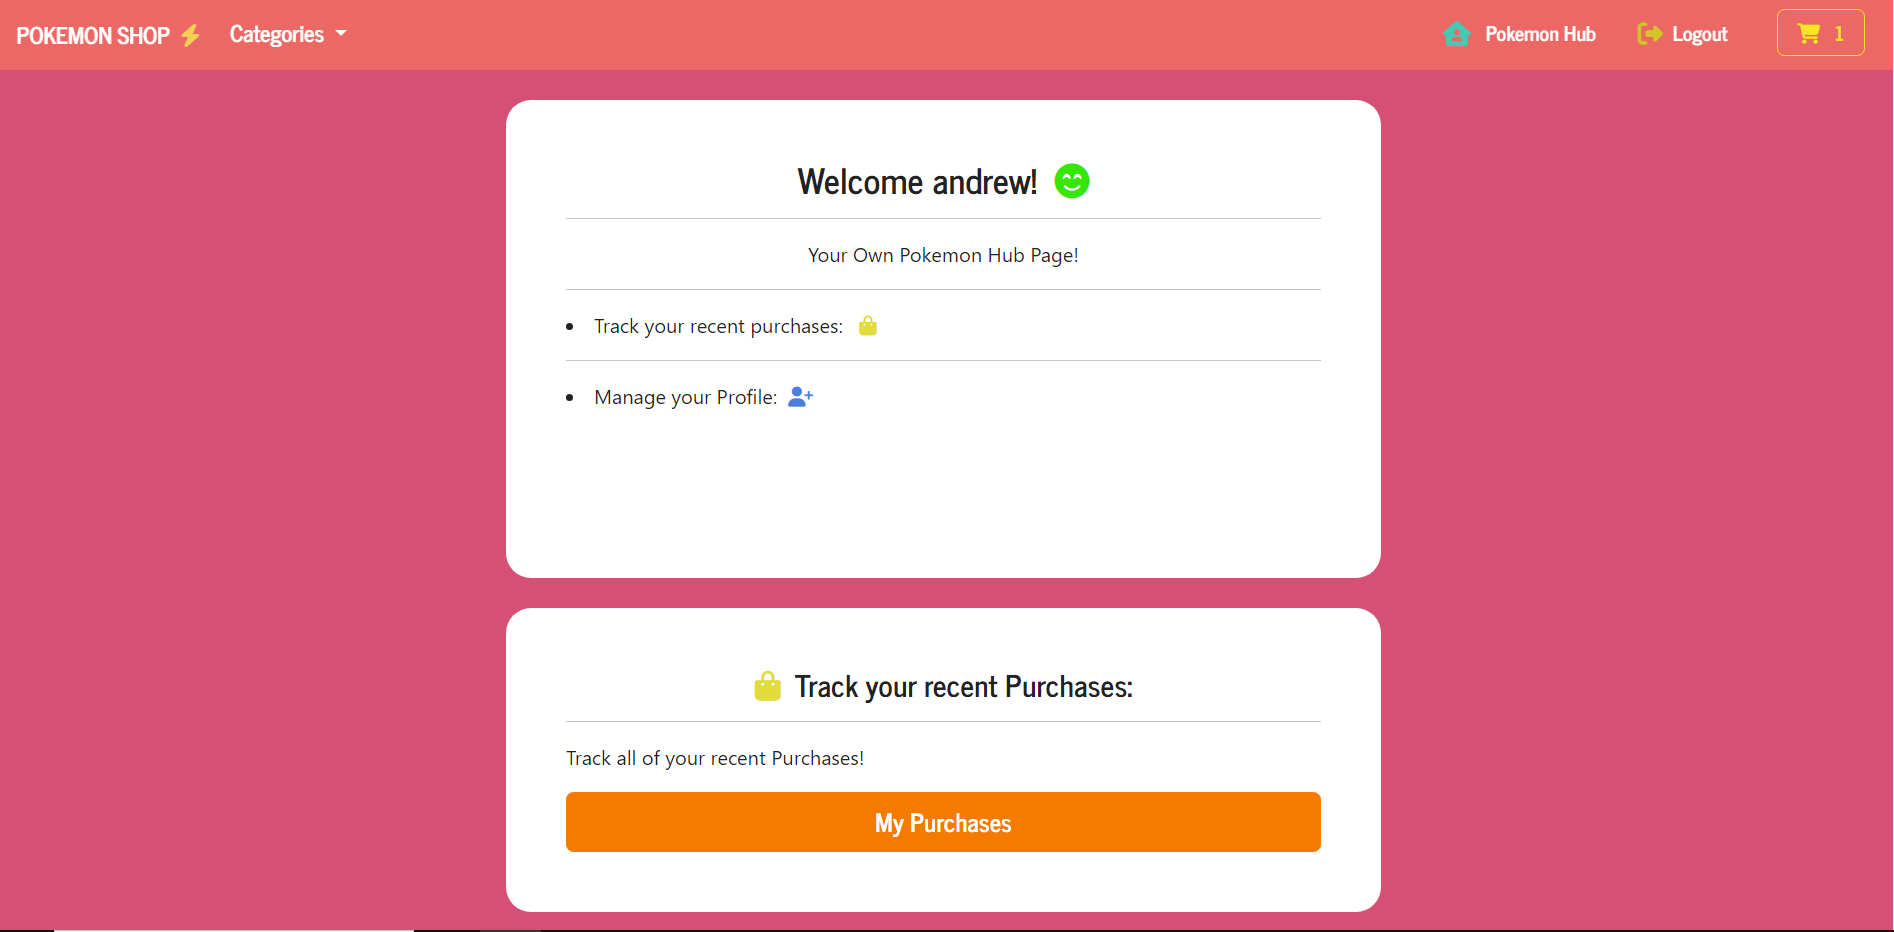 POKEMON SHOP Categories Pokemon Hub Logout 1
Welcome andrew!
Your Own Pokemon Hub Page!
Track your recent purchases:
Manage your Profile:
Track your recent Purchases:
Track all of your recent Purchases!
My Purchases